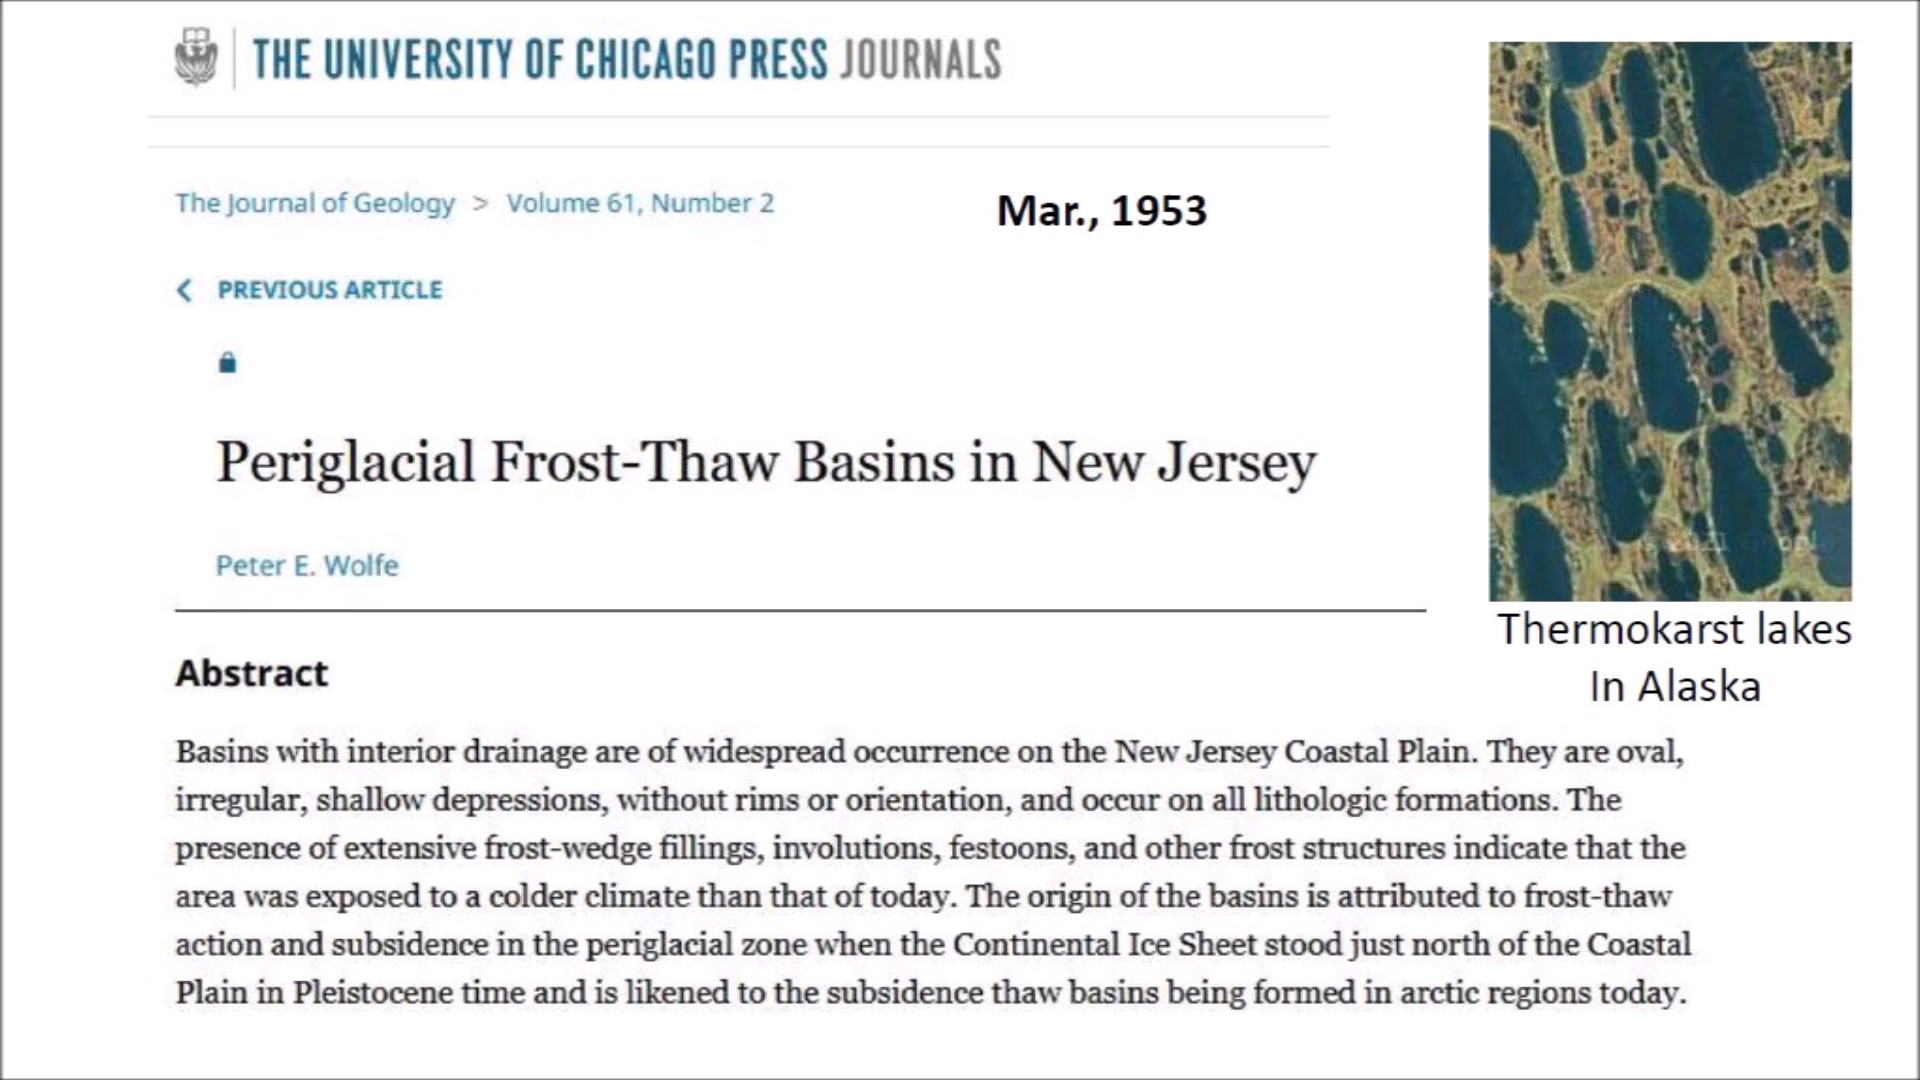 THE UNIVERSITY OF CHICAGO PRESS JOURNALS
The Journal of Geology > Volume 61, Number 2
Mar., 1953
PREVIOUS ARTICLE
Periglacial Frost-Thaw Basins in New Jersey
Peter E. Wolfe
Thermokarst lakes
In Alaska
Abstract
Basins with interior drainage are of widespread occurrence on the New Jersey Coastal Plain. They are oval,
irregular, shallow depressions, without rims or orientation, and occur on all lithologic formations. The
presence of extensive frost-wedge fillings, involutions, festoons, and other frost structures indicate that the
area was exposed to a colder climate than that of today. The origin of the basins is attributed to frost-thaw
action and subsidence in the periglacial zone when the Continental Ice Sheet stood just north of the Coastal
Plain in Pleistocene time and is likened to the subsidence thaw basins being formed in arctic regions today.